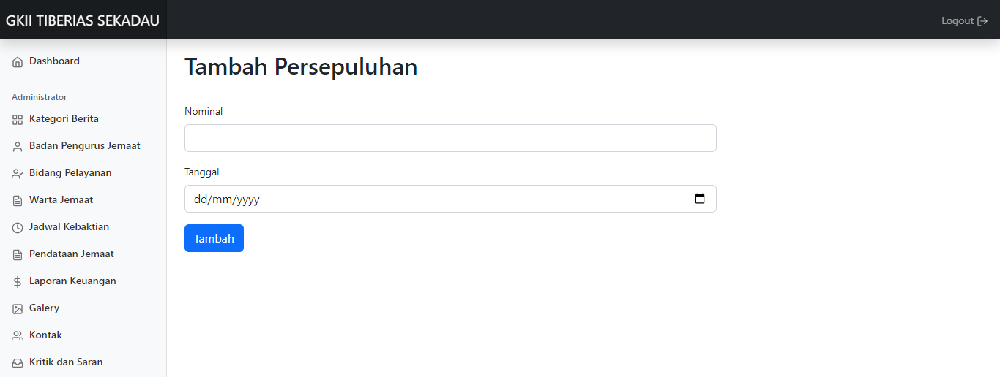 GKII TIBERIAS SEKADAU
Logout
Dashboard
Administrator
Kategori Berita
Badan Pengurus Jemaat
Bidang Pelayanan
Warta Jemaat
Jadwal Kebaktian
Pendataan Jemaat
Laporan Keuangan
Galery
Kontak
Kritik dan Saran
Tambah Persepuluhan
Nominal
Tanggal
dd/mm/yyyy
Tambah